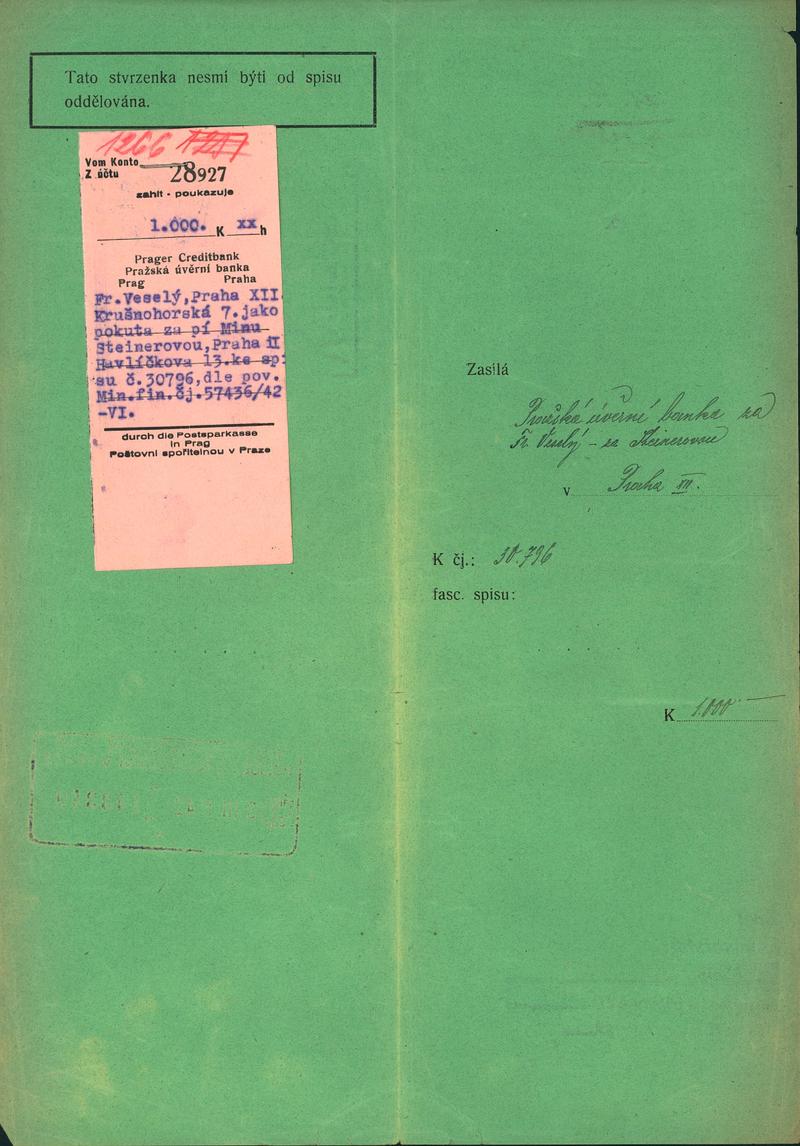 Tato stvrzenka nesmí býti od spisu
oddělována.
1266 1217
Vom Konto
Z účtu 28927
zahlt - poukazuje
1.000. K xx h
Prager Creditbank
Pražská úvěrní banka
Prag Praha
Fr.Veselý,Praha XII.
Krušnohorská 7.jako
pokuta za pí Minu
Steinerovou,Praha II
Havlíčkova 13.ke spi
su č.30796,dle pov.
Min.fin.čj.57436/42
-VI.
durch die Postsparkasse
in Prag
Poštovní spořitelnou v Praze
Zasílá
Pražská úvěrní banka za
Fr. Veselý - za Steinerovou
v Praha XII.
K čj.: 30.796
fasc. spisu:
K 1.000